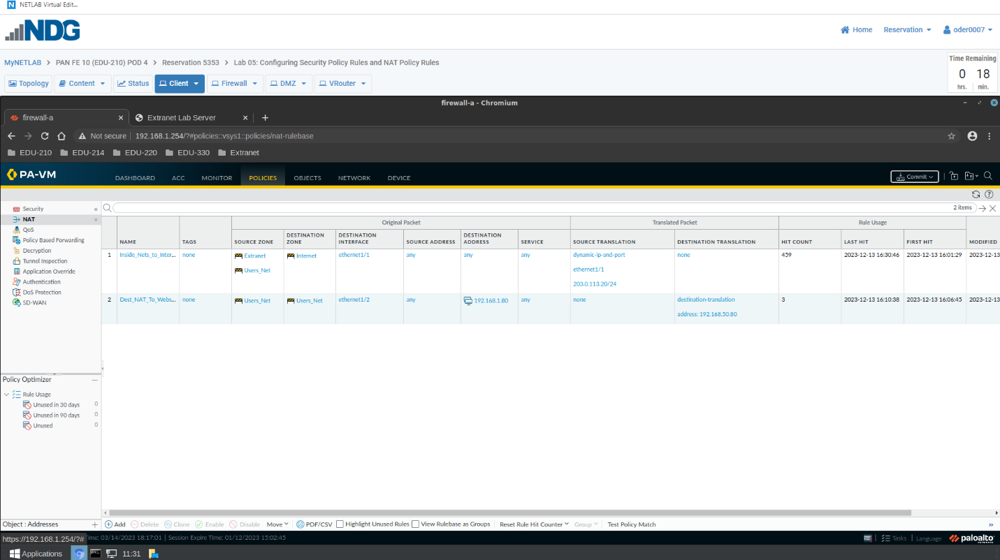 NETLAB Virtual Edit...
NDG
Home Reservation oder0007
MyNETLAB > PAN FE 10 (EDU-210) POD 4 > Reservation 5353 > Lab 05: Configuring Security Policy Rules and NAT Policy Rules
Time Remaining
0 18
hrs. min.
Topology Content Status Client Firewall DMZ VRouter
firewall-a - Chromium
firewall-a Extranet Lab Server
Not secure 192.168.1.254/?#policies::vsys1::policies/nat-rulebase
EDU-210 EDU-214 EDU-220 EDU-330 Extranet
PA-VM DASHBOARD ACC MONITOR POLICIES OBJECTS NETWORK DEVICE Commit
Security
NAT
QoS
Policy Based Forwarding
Decryption
Tunnel Inspection
Application Override
Authentication
DoS Protection
SD-WAN
2 items
Original Packet Translated Packet Rule Usage
NAME TAGS SOURCE ZONE DESTINATION ZONE DESTINATION INTERFACE SOURCE ADDRESS DESTINATION ADDRESS SERVICE SOURCE TRANSLATION DESTINATION TRANSLATION HIT COUNT LAST HIT FIRST HIT MODIFIED
1 Inside_Nets_to_Inter... none Extranet Internet ethernet1/1 any any any dynamic-ip-and-port none 459 2023-12-13 16:30:46 2023-12-13 16:01:29 2023-12-13
Users_Net ethernet1/1
203.0.113.20/24
2 Dest_NAT_To_Webs... none Users_Net Users_Net ethernet1/2 any 192.168.1.80 any none destination-translation 3 2023-12-13 16:10:38 2023-12-13 16:06:45 2023-12-13
address: 192.168.50.80
Policy Optimizer
Rule Usage
Unused in 30 days 0
Unused in 90 days 0
Unused 0
Object : Addresses +
Add Delete Clone Enable Disable Move PDF/CSV Highlight Unused Rules View Rulebase as Groups Reset Rule Hit Counter Group Test Policy Match
https://192.168.1.254/?# Time: 03/14/2023 18:17:01 | Session Expire Time: 01/12/2023 15:02:45 Tasks | Language paloalto NETWORKS
Applications 11:31